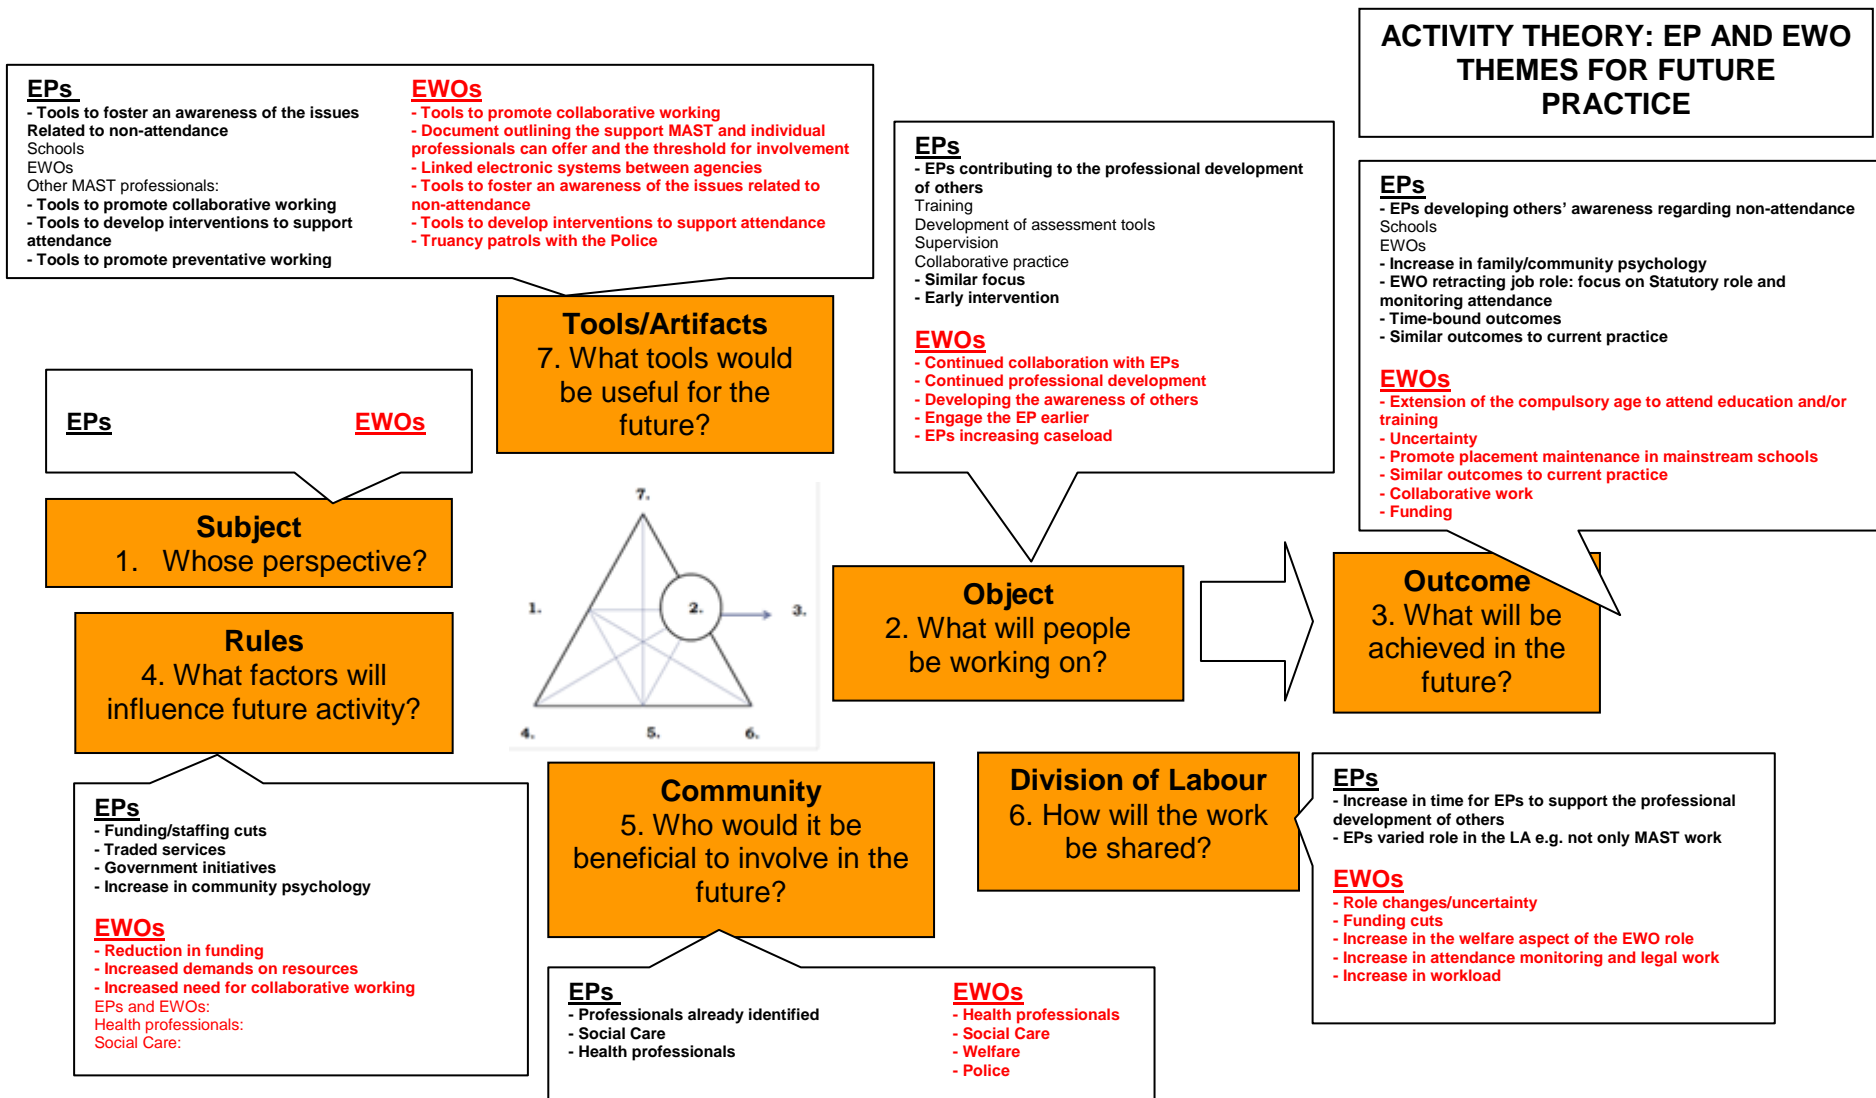 ACTIVITY THEORY: EP AND EWO
THEMES FOR FUTURE
PRACTICE
EPs
- Tools to foster an awareness of the issues
Related to non-attendance
Schools
EWOs
Other MAST professionals:
- Tools to promote collaborative working
- Tools to develop interventions to support
attendance
- Tools to promote preventative working
EWOs
- Tools to promote collaborative working
- Document outlining the support MAST and individual
professionals can offer and the threshold for involvement
- Linked electronic systems between agencies
- Tools to foster an awareness of the issues related to
non-attendance
- Tools to develop interventions to support attendance
- Truancy patrols with the Police
Tools/Artifacts
7. What tools would
be useful for the
future?
EPs
- EPs contributing to the professional development
of others
Training
Development of assessment tools
Supervision
Collaborative practice
- Similar focus
- Early intervention
EWOs
- Continued collaboration with EPs
- Continued professional development
- Developing the awareness of others
- Engage the EP earlier
- EPs increasing caseload
EPs
- EPs developing others' awareness regarding non-attendance
Schools
EWOs
- Increase in family/community psychology
- EWO retracting job role: focus on Statutory role and
monitoring attendance
- Time-bound outcomes
- Similar outcomes to current practice
EWOs
- Extension of the compulsory age to attend education and/or
training
- Uncertainty
- Promote placement maintenance in mainstream schools
- Similar outcomes to current practice
- Collaborative work
- Funding
EPs
EWOs
Subject
1. Whose perspective?
7.
1.
2.
3.
4.
5.
6.
Object
2. What will people
be working on?
Outcome
3. What will be
achieved in the
future?
Rules
4. What factors will
influence future activity?
EPs
- Funding/staffing cuts
- Traded services
- Government initiatives
- Increase in community psychology
EWOs
- Reduction in funding
- Increased demands on resources
- Increased need for collaborative working
EPs and EWOs:
Health professionals:
Social Care:
Community
5. Who would it be
beneficial to involve in the
future?
EPs
- Professionals already identified
- Social Care
- Health professionals
EWOs
- Health professionals
- Social Care
- Welfare
- Police
Division of Labour
6. How will the work
be shared?
EPs
- Increase in time for EPs to support the professional
development of others
- EPs varied role in the LA e.g. not only MAST work
EWOs
- Role changes/uncertainty
- Funding cuts
- Increase in the welfare aspect of the EWO role
- Increase in attendance monitoring and legal work
- Increase in workload